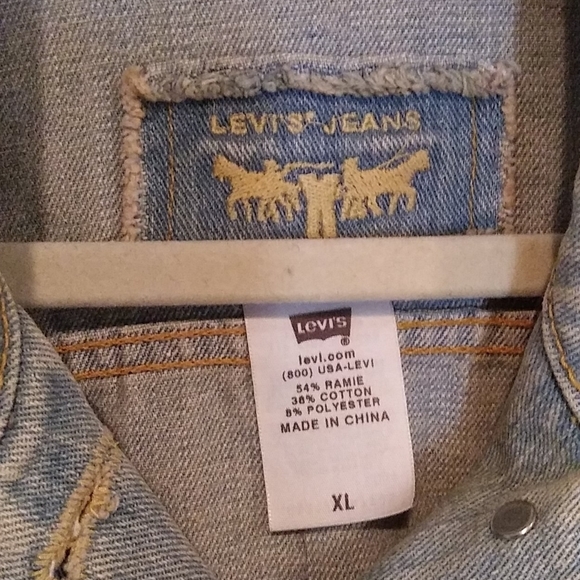 LEVI'S® JEANS
LEVI'S
®
levi.com
(800) USA-LEVI
54% RAMIE
38% COTTON
8% POLYESTER
MADE IN CHINA
XL